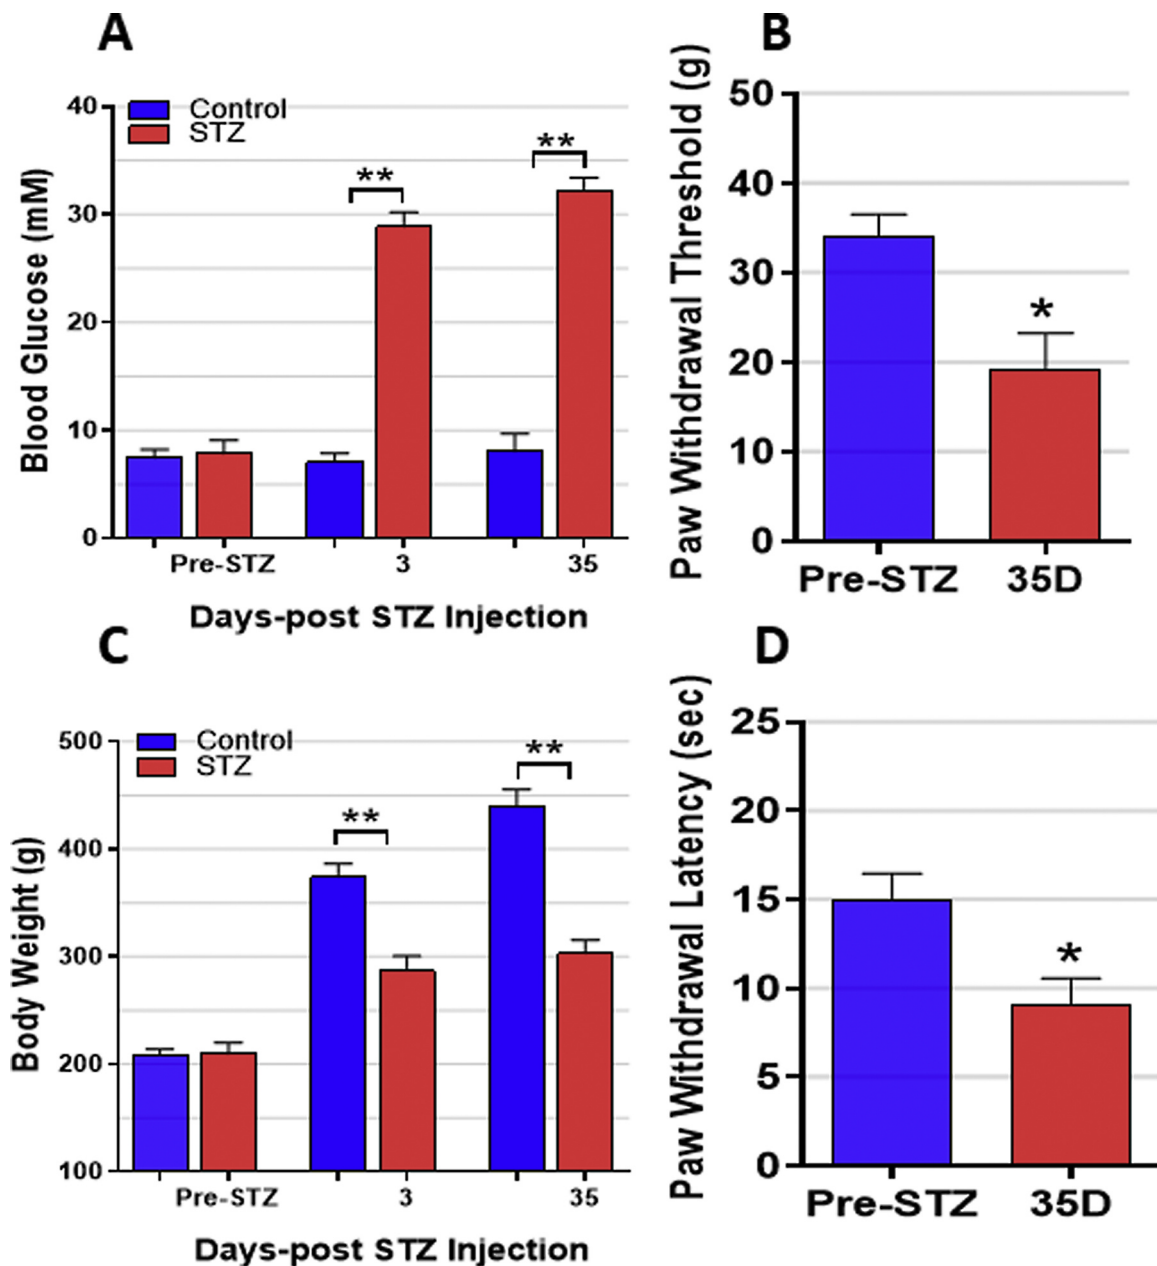 A
Blood Glucose (mM)
40
30
20
10
0
Control
STZ
**
**
Pre-STZ 3 35
Days-post STZ Injection
B
Paw Withdrawal Threshold (g)
50
40
30
20
10
0
*
Pre-STZ 35D
C
Body Weight (g)
500
400
300
200
100
Control
STZ
**
**
Pre-STZ 3 35
Days-post STZ Injection
D
Paw Withdrawal Latency (sec)
25
20
15
10
5
0
*
Pre-STZ 35D